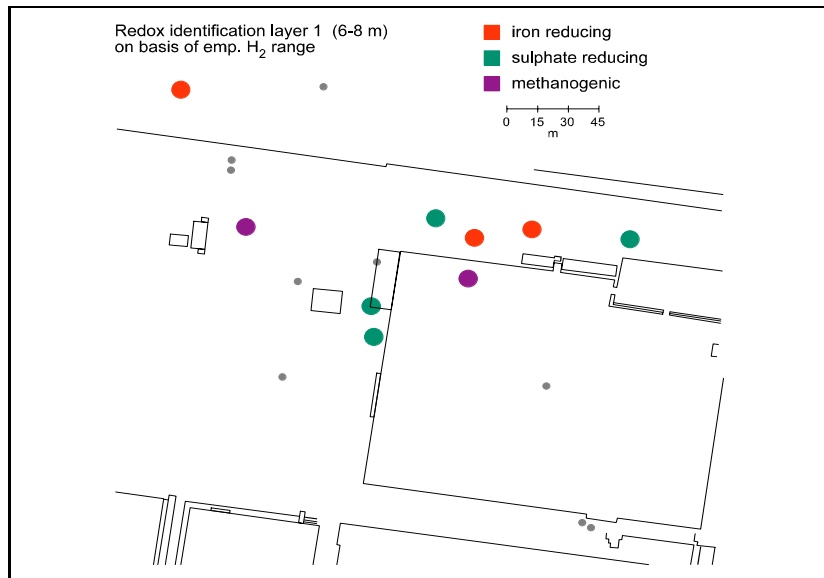 Redox identification layer 1 (6-8 m)
on basis of emp. H₂ range
iron reducing
sulphate reducing
methanogenic
0 15 30 45
m